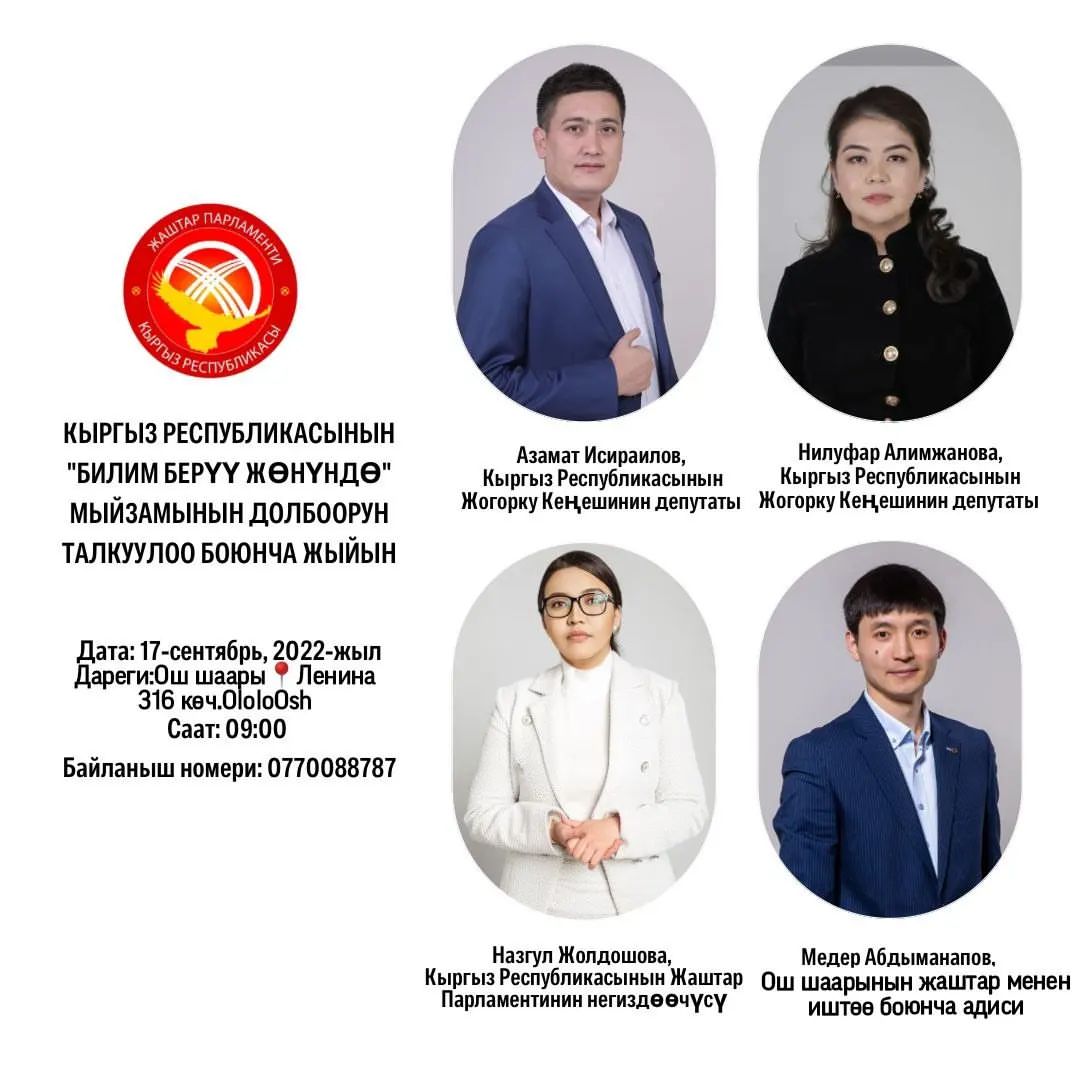 ЖАШТАР ПАРЛАМЕНТИ
КЫРГЫЗ РЕСПУБЛИКАСЫ
КЫРГЫЗ РЕСПУБЛИКАСЫНЫН
"БИЛИМ БЕРҮҮ ЖӨНҮНДӨ"
МЫЙЗАМЫНЫН ДОЛБООРУН
ТАЛКУУЛОО БОЮНЧА ЖЫЙЫН
Дата: 17-сентябрь, 2022-жыл
Дареги:Ош шаары📍Ленина
316 көч.OloloOsh
Саат: 09:00
Байланыш номери: 0770088787
Азамат Исираилов,
Кыргыз Республикасынын
Жогорку Кеңешинин депутаты
Нилуфар Алимжанова,
Кыргыз Республикасынын
Жогорку Кеңешинин депутаты
Назгул Жолдошова,
Кыргыз Республикасынын Жаштар
Парламентинин негиздөөчүсү
Медер Абдыманапов,
Ош шаарынын жаштар менен
иштөө боюнча адиси